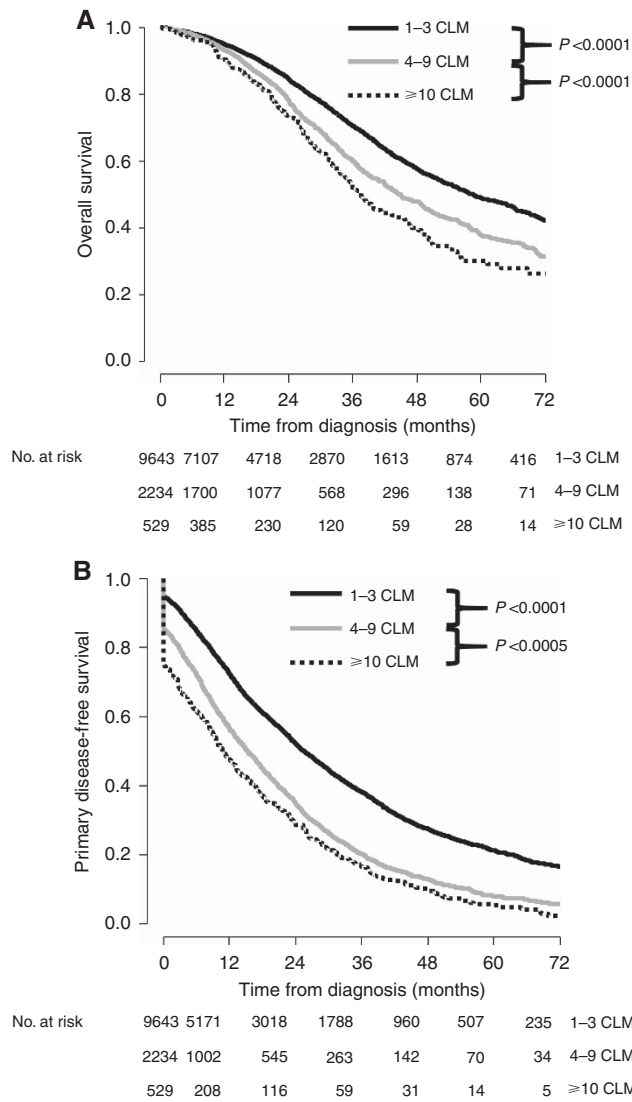 A
1.0
0.8
0.6
0.4
0.2
0.0
Overall survival
1–3 CLM
4–9 CLM
⩾10 CLM
P<0.0001
P<0.0001
0 12 24 36 48 60 72
Time from diagnosis (months)
No. at risk
9643 7107 4718 2870 1613 874 416 1–3 CLM
2234 1700 1077 568 296 138 71 4–9 CLM
529 385 230 120 59 28 14 ⩾10 CLM
B
1.0
0.8
0.6
0.4
0.2
0.0
Primary disease-free survival
1–3 CLM
4–9 CLM
⩾10 CLM
P<0.0001
P<0.0005
0 12 24 36 48 60 72
Time from diagnosis (months)
No. at risk
9643 5171 3018 1788 960 507 235 1–3 CLM
2234 1002 545 263 142 70 34 4–9 CLM
529 208 116 59 31 14 5 ⩾10 CLM